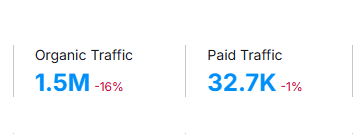 Organic Traffic
Paid Traffic
1.5M -16%
32.7K -1%